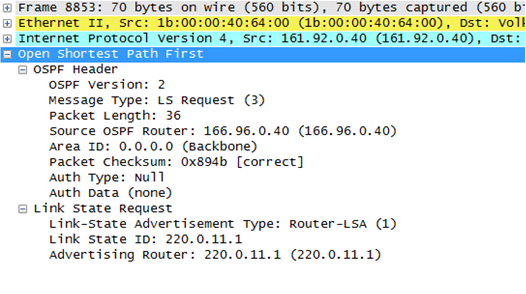 Frame 8853: 70 bytes on wire (560 bits), 70 bytes captured (560 b
Ethernet II, Src: 1b:00:00:40:64:00 (1b:00:00:40:64:00), Dst: Vol
Internet Protocol Version 4, Src: 161.92.0.40 (161.92.0.40), Dst:
Open Shortest Path First
OSPF Header
OSPF Version: 2
Message Type: LS Request (3)
Packet Length: 36
Source OSPF Router: 166.96.0.40 (166.96.0.40)
Area ID: 0.0.0.0 (Backbone)
Packet Checksum: 0x894b [correct]
Auth Type: Null
Auth Data (none)
Link State Request
Link-State Advertisement Type: Router-LSA (1)
Link State ID: 220.0.11.1
Advertising Router: 220.0.11.1 (220.0.11.1)